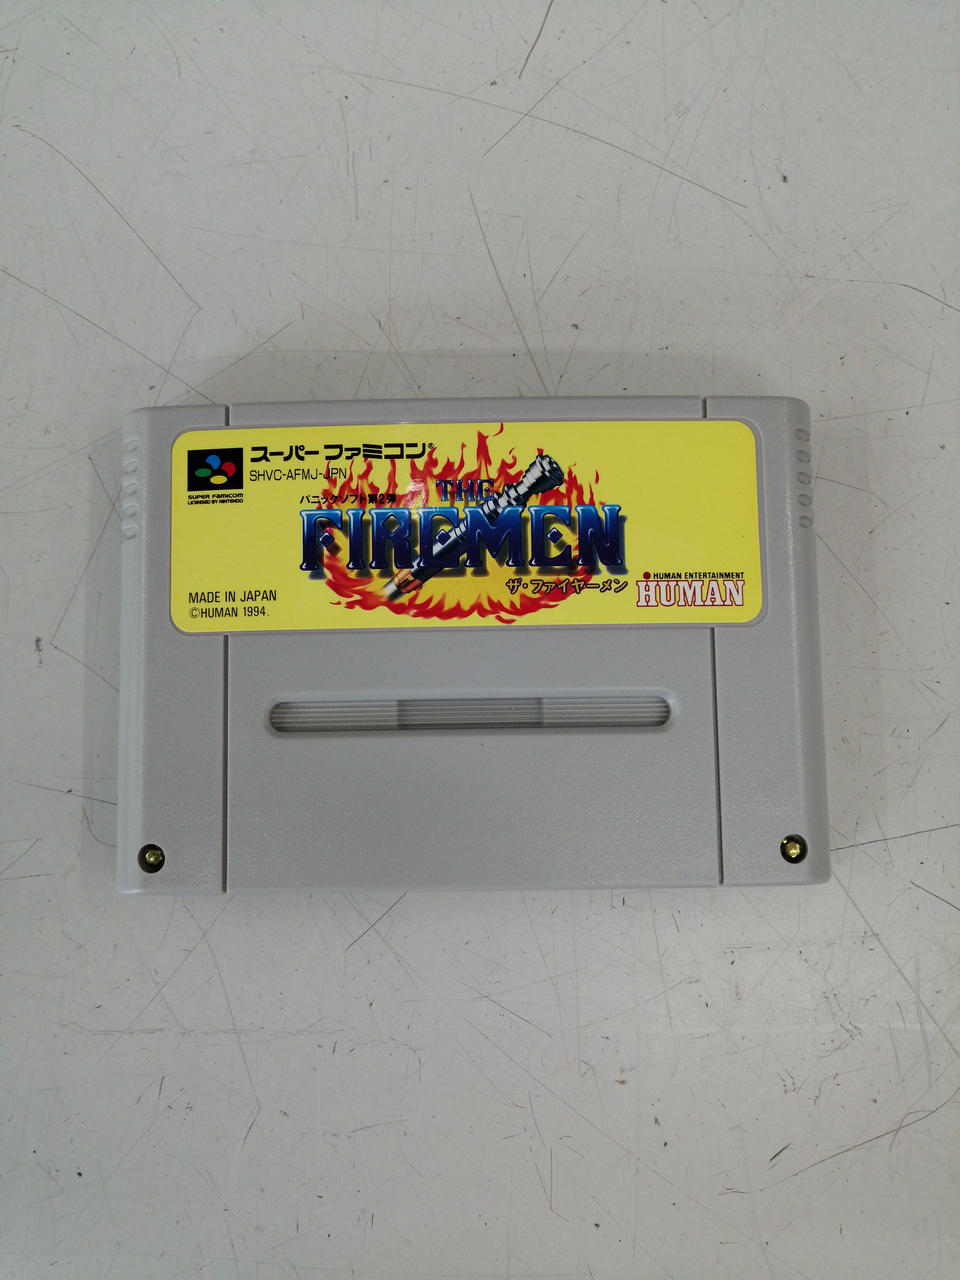 スーパーファミコン®
SHVC-AFMJ-JPN
SUPER FAMICOM
LICENSED BY NINTENDO
パニックソフト第2弾
THE
FIREMEN
ザ・ファイヤーメン
MADE IN JAPAN
©HUMAN 1994.
HUMAN ENTERTAINMENT
HUMAN